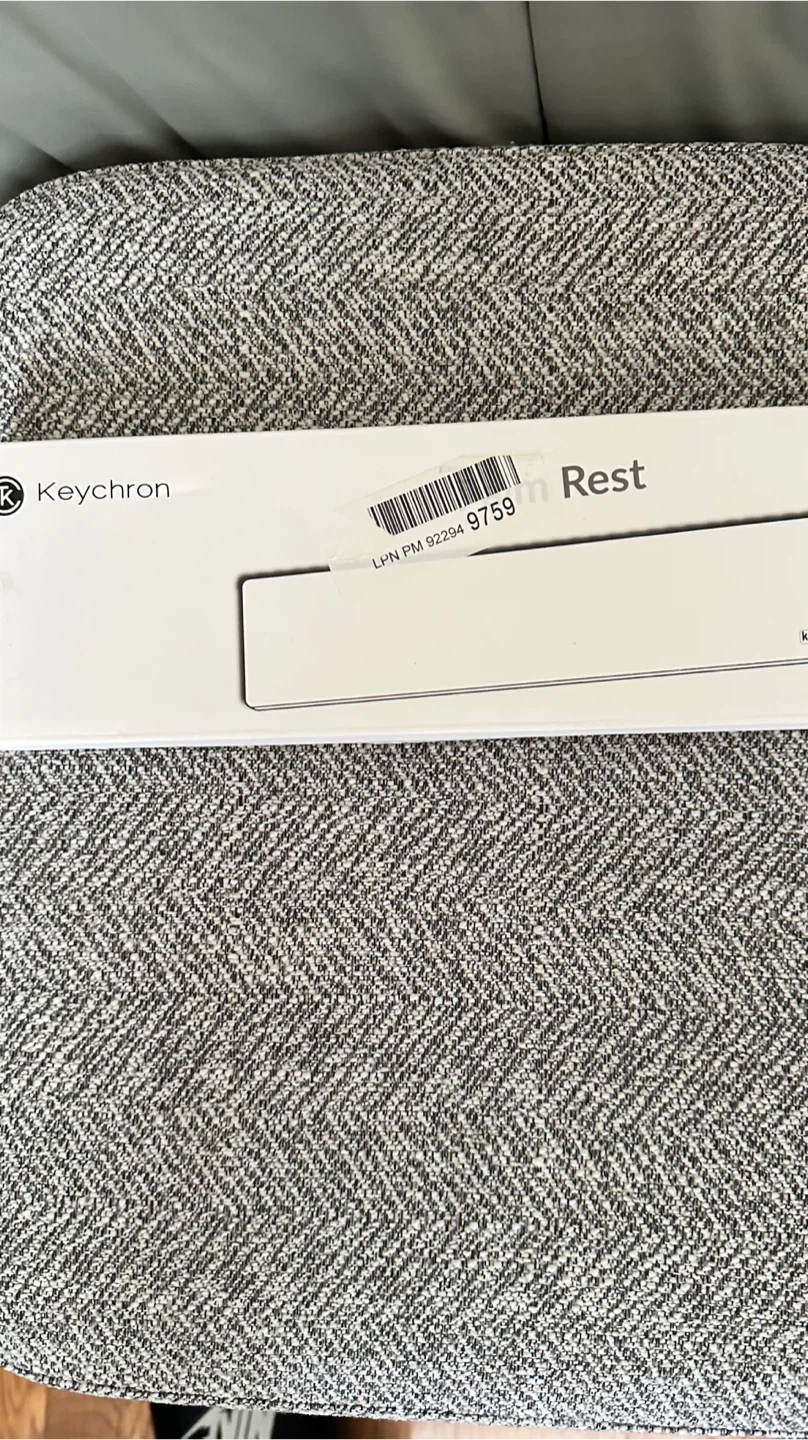 Keychron
m Rest
LPN PM 92294 9759
k